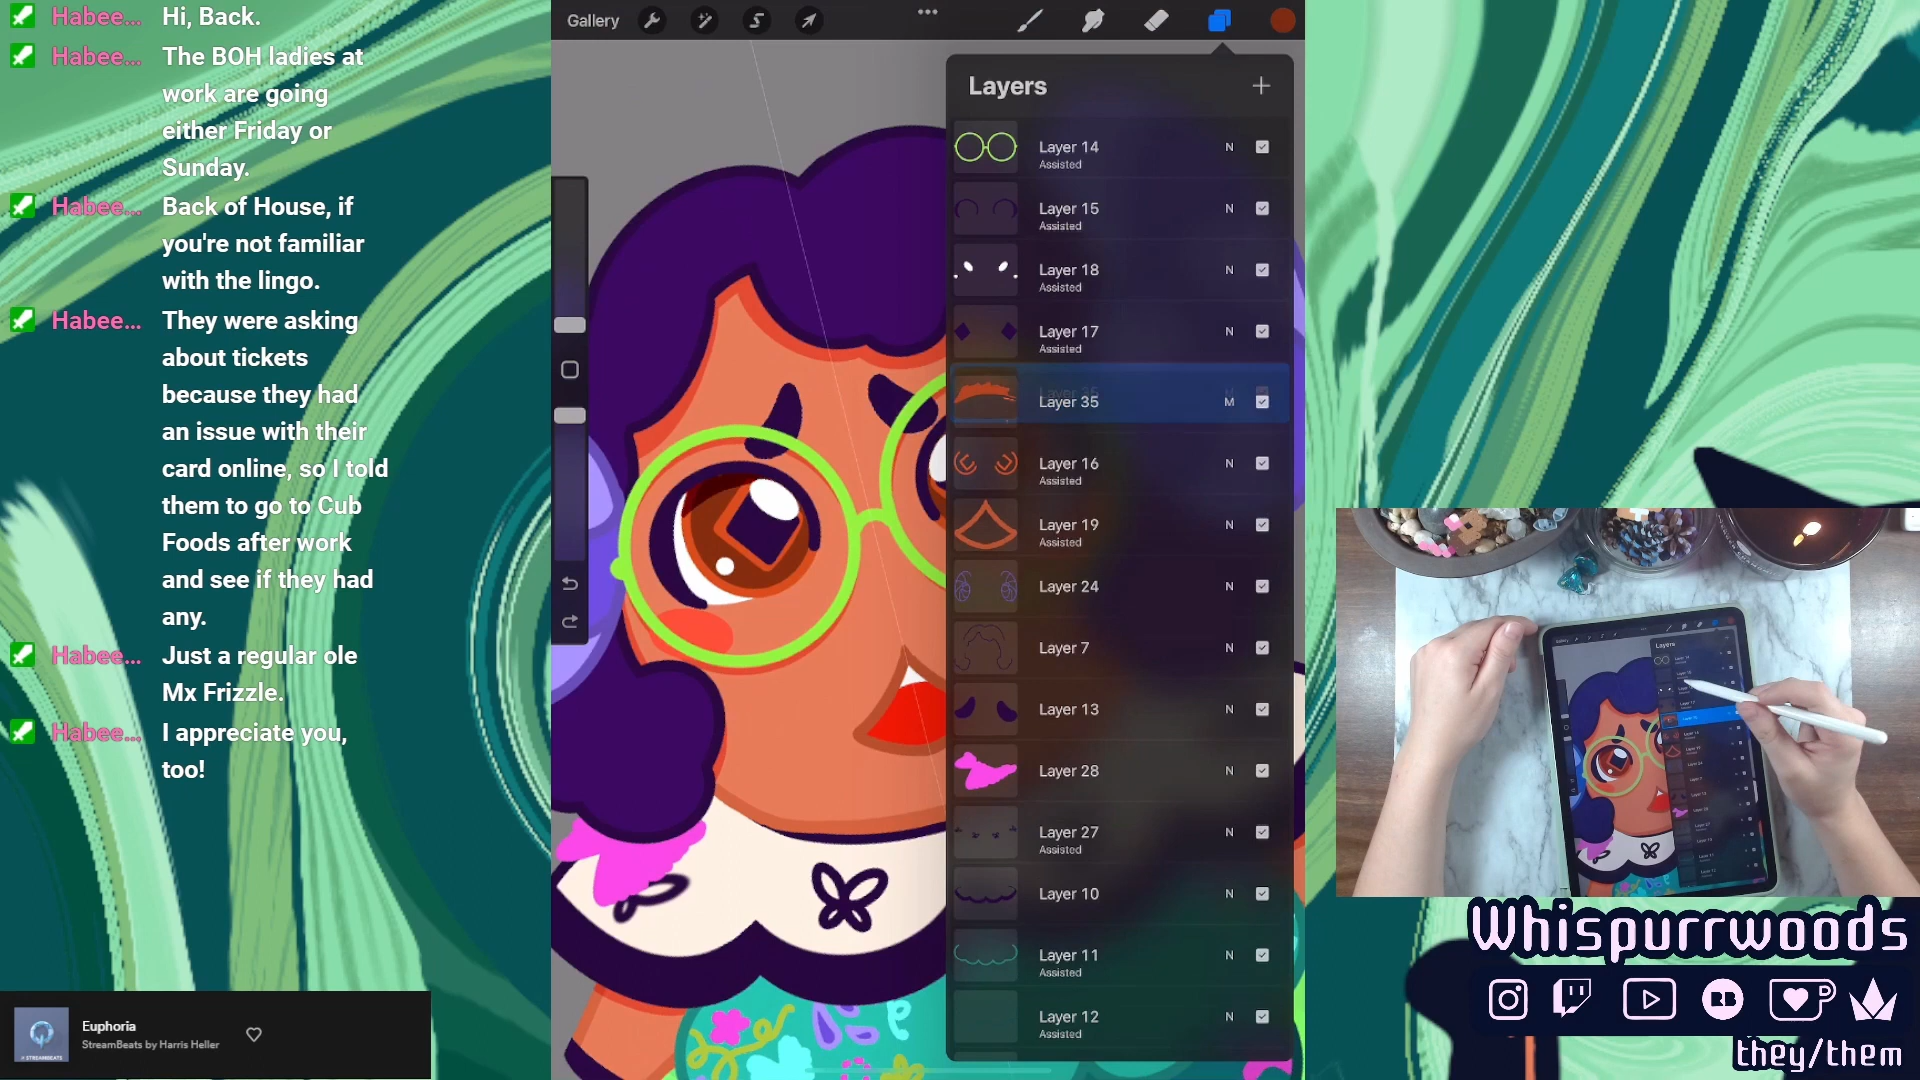 Habee... Hi, Back.
Habee... The BOH ladies at
work are going
either Friday or
Sunday.
Habee... Back of House, if
you're not familiar
with the lingo.
Habee... They were asking
about tickets
because they had
an issue with their
card online, so I told
them to go to Cub
Foods after work
and see if they had
any.
Habee... Just a regular ole
Mx Frizzle.
Habee... I appreciate you,
too!
Euphoria
StreamBeats by Harris Heller
Gallery
Layers
Layer 14 N
Assisted
Layer 15 N
Assisted
Layer 18 N
Assisted
Layer 17 N
Assisted
Layer 35 M
Layer 16 N
Assisted
Layer 19 N
Assisted
Layer 24 N
Layer 7 N
Layer 13 N
Layer 28 N
Layer 27 N
Assisted
Layer 10 N
Layer 11 N
Assisted
Layer 12 N
Assisted
Whispurrwoods
RB
they/them